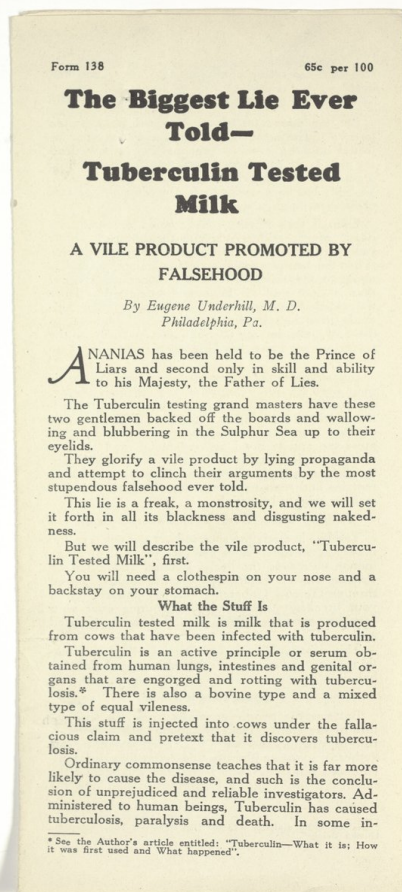 Form 138 65c per 100
The Biggest Lie Ever
Told—
Tuberculin Tested
Milk
A VILE PRODUCT PROMOTED BY
FALSEHOOD
By Eugene Underhill, M. D.
Philadelphia, Pa.
ANANIAS has been held to be the Prince of
Liars and second only in skill and ability
to his Majesty, the Father of Lies.
The Tuberculin testing grand masters have these
two gentlemen backed off the boards and wallow-
ing and blubbering in the Sulphur Sea up to their
eyelids.
They glorify a vile product by lying propaganda
and attempt to clinch their arguments by the most
stupendous falsehood ever told.
This lie is a freak, a monstrosity, and we will set
it forth in all its blackness and disgusting naked-
ness.
But we will describe the vile product, "Tubercu-
lin Tested Milk", first.
You will need a clothespin on your nose and a
backstay on your stomach.
What the Stuff Is
Tuberculin tested milk is milk that is produced
from cows that have been infected with tuberculin.
Tuberculin is an active principle or serum ob-
tained from human lungs, intestines and genital or-
gans that are engorged and rotting with tubercu-
losis.* There is also a bovine type and a mixed
type of equal vileness.
This stuff is injected into cows under the falla-
cious claim and pretext that it discovers tubercu-
losis.
Ordinary commonsense teaches that it is far more
likely to cause the disease, and such is the conclu-
sion of unprejudiced and reliable investigators. Ad-
ministered to human beings, Tuberculin has caused
tuberculosis, paralysis and death. In some in-
* See the Author's article entitled: "Tuberculin—What it is; How
it was first used and What happened".